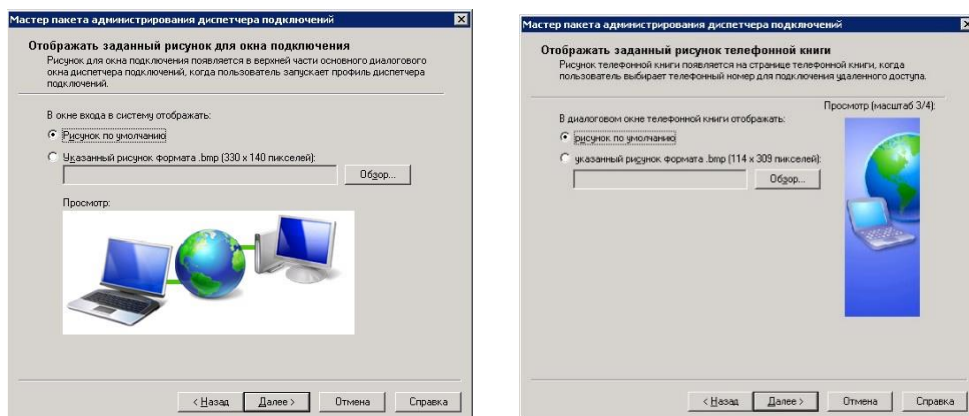 Мастер пакета администрирования диспетчера подключений
Отображать заданный рисунок для окна подключения
Рисунок для окна подключения появляется в верхней части основного диалогового
окна диспетчера подключений, когда пользователь запускает профиль диспетчера
подключений.
В окне входа в систему отображать:
Рисунок по умолчанию
Указанный рисунок формата .bmp (330 x 140 пикселей):
Обзор...
Просмотр:
< Назад
Далее >
Отмена
Справка
Мастер пакета администрирования диспетчера подключений
Отображать заданный рисунок телефонной книги
Рисунок телефонной книги появляется на странице телефонной книги, когда
пользователь выбирает телефонный номер для подключения удаленного доступа.
Просмотр (масштаб 3/4):
В диалоговом окне телефонной книги отображать:
рисунок по умолчанию
указанный рисунок формата .bmp (114 x 309 пикселей):
Обзор...
< Назад
Далее >
Отмена
Справка